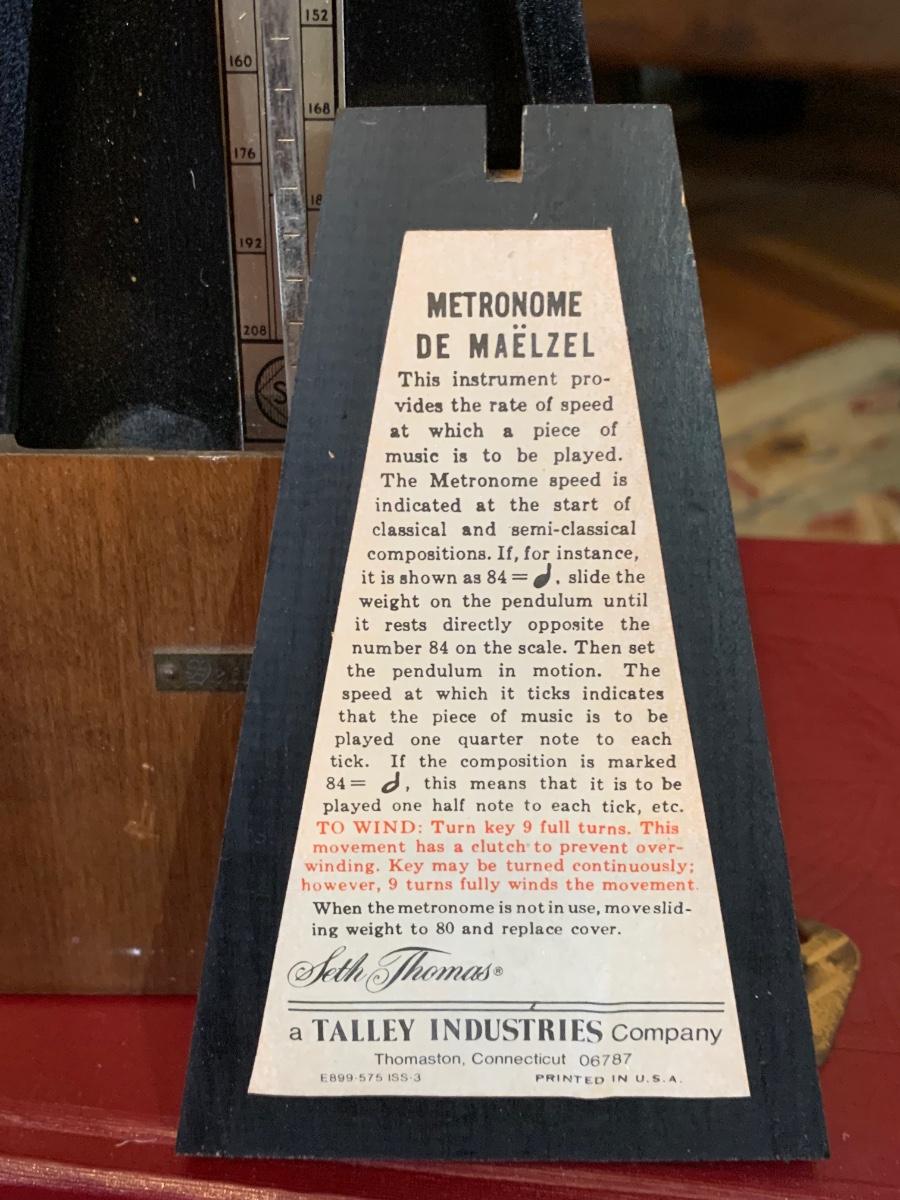 152
160
168
176
18
192
208
S
METRONOME
DE MAËLZEL
This instrument pro-
vides the rate of speed
at which a piece of
music is to be played.
The Metronome speed is
indicated at the start of
classical and semi-classical
compositions. If, for instance,
it is shown as 84 = ♩, slide the
weight on the pendulum until
it rests directly opposite the
number 84 on the scale. Then set
the pendulum in motion. The
speed at which it ticks indicates
that the piece of music is to be
played one quarter note to each
tick. If the composition is marked
84 = 𝅗𝅥, this means that it is to be
played one half note to each tick, etc.
TO WIND: Turn key 9 full turns. This
movement has a clutch to prevent over-
winding. Key may be turned continuously;
however, 9 turns fully winds the movement.
When the metronome is not in use, move slid-
ing weight to 80 and replace cover.
Seth Thomas®
a TALLEY INDUSTRIES Company
Thomaston, Connecticut 06787
E899-575 ISS-3 PRINTED IN U.S.A.